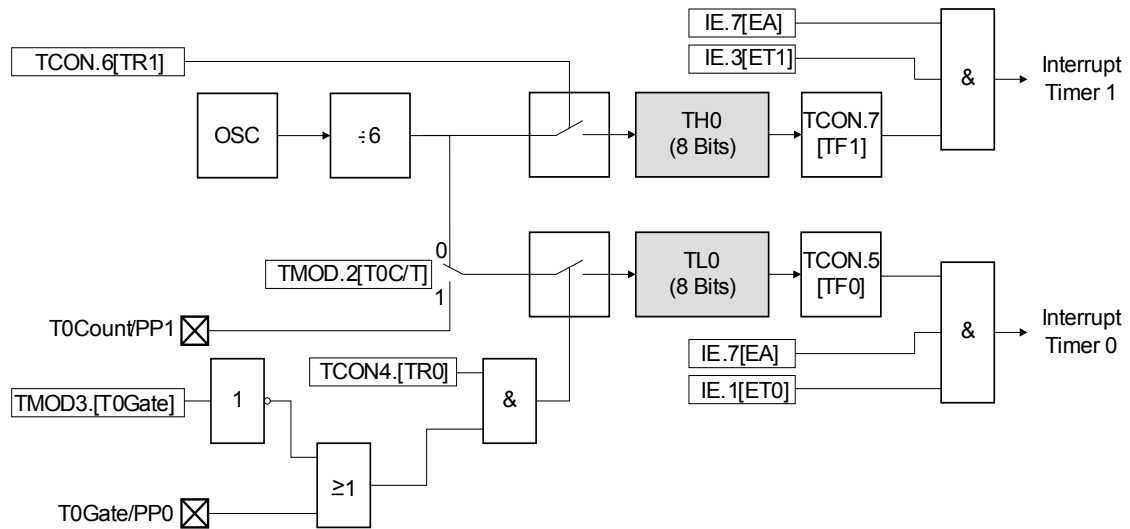 IE.7[EA]
TCON.6[TR1]
IE.3[ET1]
&
Interrupt
Timer 1
OSC
÷6
TH0
(8 Bits)
TCON.7
[TF1]
0
TMOD.2[T0C/T]
1
TL0
(8 Bits)
TCON.5
[TF0]
T0Count/PP1
&
Interrupt
Timer 0
IE.7[EA]
TCON4.[TR0]
IE.1[ET0]
TMOD3.[T0Gate]
1
&
≥1
T0Gate/PP0